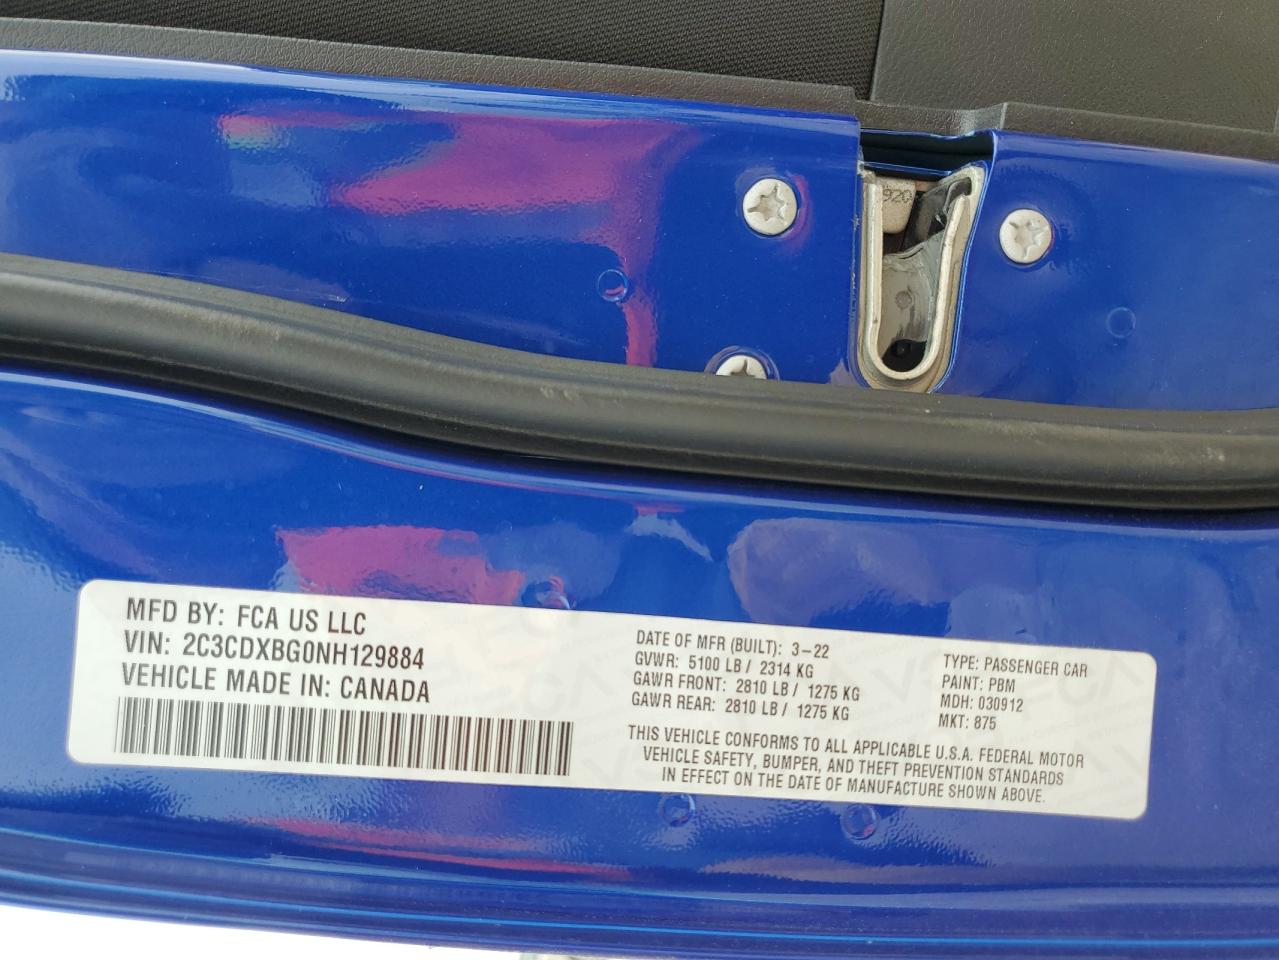 920
MFD BY: FCA US LLC
VIN: 2C3CDXBG0NH129884
VEHICLE MADE IN: CANADA
DATE OF MFR (BUILT): 3-22
GVWR: 5100 LB / 2314 KG
GAWR FRONT: 2810 LB / 1275 KG
GAWR REAR: 2810 LB / 1275 KG
TYPE: PASSENGER CAR
PAINT: PBM
MDH: 030912
MKT: 875
THIS VEHICLE CONFORMS TO ALL APPLICABLE U.S.A. FEDERAL MOTOR
VEHICLE SAFETY, BUMPER, AND THEFT PREVENTION STANDARDS
IN EFFECT ON THE DATE OF MANUFACTURE SHOWN ABOVE.